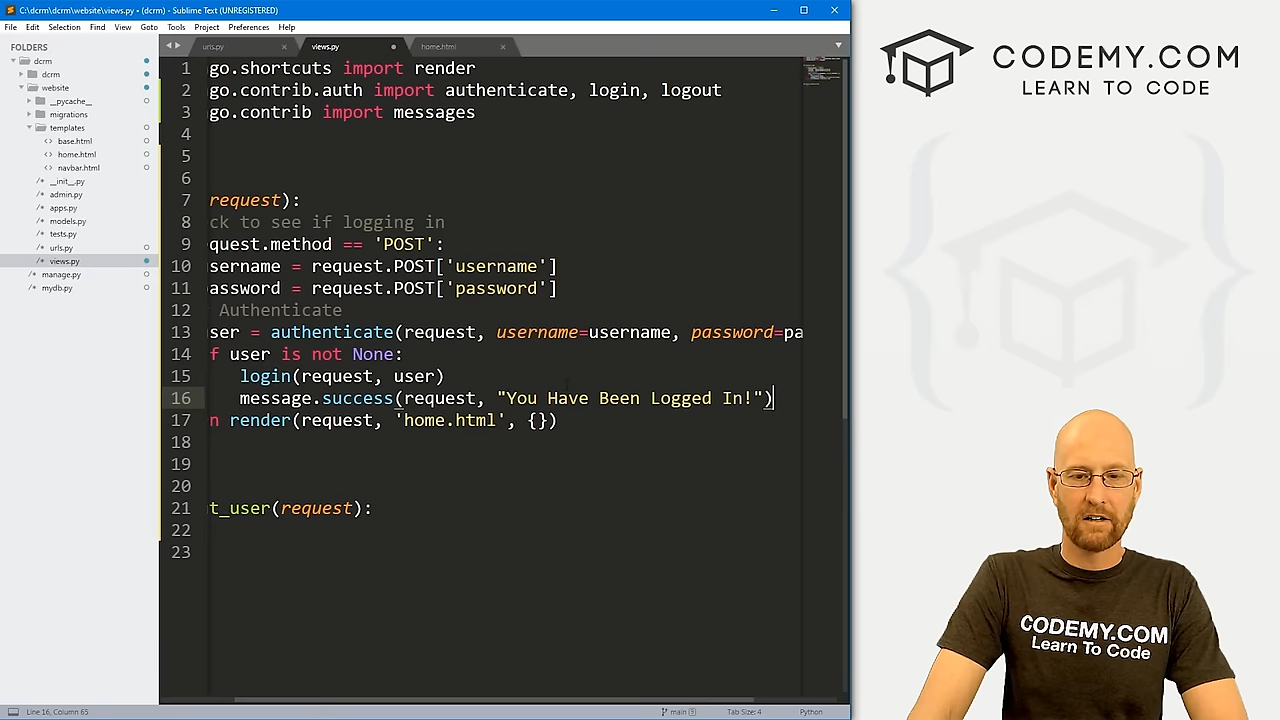 C:\dcrm\dcrm\website\views.py • (dcrm) - Sublime Text (UNREGISTERED)
File Edit Selection Find View Goto Tools Project Preferences Help
FOLDERS
dcrm
dcrm
website
__pycache__
migrations
templates
base.html
home.html
navbar.html
__init__.py
admin.py
apps.py
models.py
tests.py
urls.py
views.py
manage.py
mydb.py
urls.py views.py home.html
1 go.shortcuts import render
2 go.contrib.auth import authenticate, login, logout
3 go.contrib import messages
4
5
6
7 request):
8 ck to see if logging in
9 quest.method == 'POST':
10 sername = request.POST['username']
11 assword = request.POST['password']
12 Authenticate
13 ser = authenticate(request, username=username, password=pa
14 f user is not None:
15 login(request, user)
16 message.success(request, "You Have Been Logged In!")
17 n render(request, 'home.html', {})
18
19
20
21 t_user(request):
22
23
Line 16, Column 65
main
Tab Size: 4
Python
CODEMY.COM
LEARN TO CODE
CODEMY.COM
Learn To Code